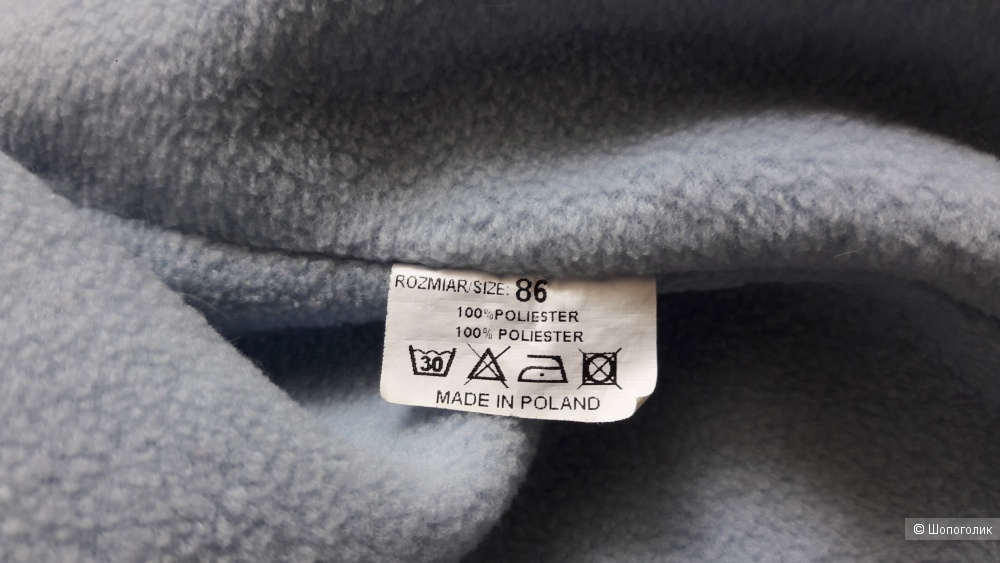 ROZMIAR/SIZE: 86
100%POLIESTER
100% POLIESTER
30
MADE IN POLAND
© Шопоголик